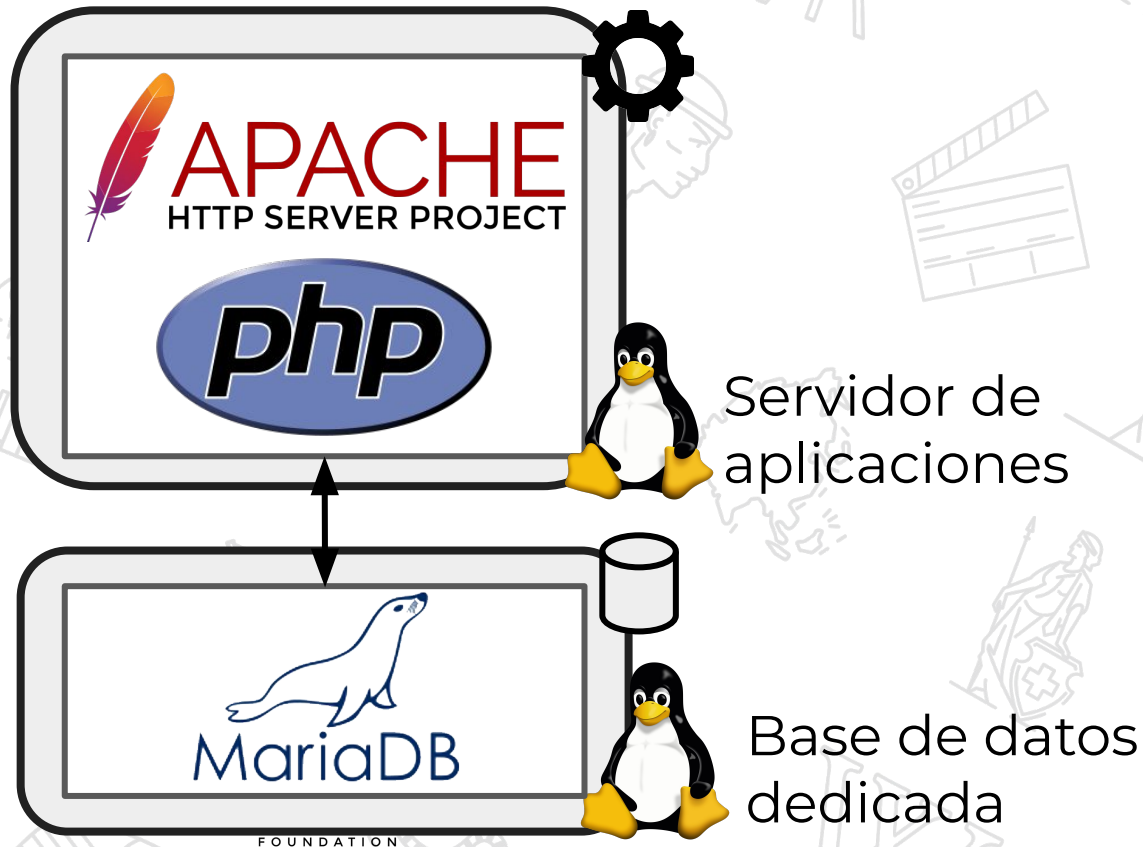 APACHE
HTTP SERVER PROJECT
php
Servidor de
aplicaciones
MariaDB
FOUNDATION
Base de datos
dedicada